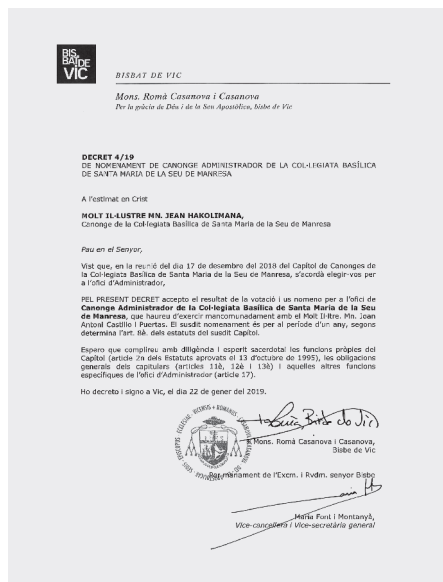 BIS
BAT DE
VIC
BISBAT DE VIC
Mons. Romà Casanova i Casanova
Per la gràcia de Déu i de la Seu Apostòlica, bisbe de Vic
DECRET 4/19
DE NOMENAMENT DE CANONGE ADMINISTRADOR DE LA COL·LEGIATA BASÍLICA
DE SANTA MARIA DE LA SEU DE MANRESA
A l'estimat en Crist
MOLT IL·LUSTRE MN. JEAN HAKOLIMANA,
Canonge de la Col·legiata Basílica de Santa Maria de la Seu de Manresa
Pau en el Senyor,
Vist que, en la reunió del dia 17 de desembre del 2018 del Capítol de Canonges de
la Col·legiata Basílica de Santa Maria de la Seu de Manresa, s'acordà elegir-vos per
a l'ofici d'Administrador,
PEL PRESENT DECRET accepto el resultat de la votació i us nomeno per a l'ofici de
Canonge Administrador de la Col·legiata Basílica de Santa Maria de la Seu
de Manresa, que haureu d'exercir mancomunadament amb el Molt Il·ltre. Mn. Joan
Antoni Castillo i Puertas. El susdit nomenament és per al període d'un any, segons
determina l'art. 8è. dels estatuts del susdit Capítol.
Espero que complireu amb diligència i esperit sacerdotal les funcions pròpies del
Capítol (article 2n dels Estatuts aprovats el 13 d'octubre de 1995), les obligacions
generals dels capitulars (articles 11è, 12è i 13è) i aquelles altres funcions
específiques de l'ofici d'Administrador (article 17).
Ho decreto i signo a Vic, el dia 22 de gener del 2019.
Mons. Romà Casanova i Casanova,
Bisbe de Vic
Per manament de l'Excm. i Rvdm. senyor Bisbe
Maria Font i Montanyà,
Vice-cancellera i Vice-secretària general